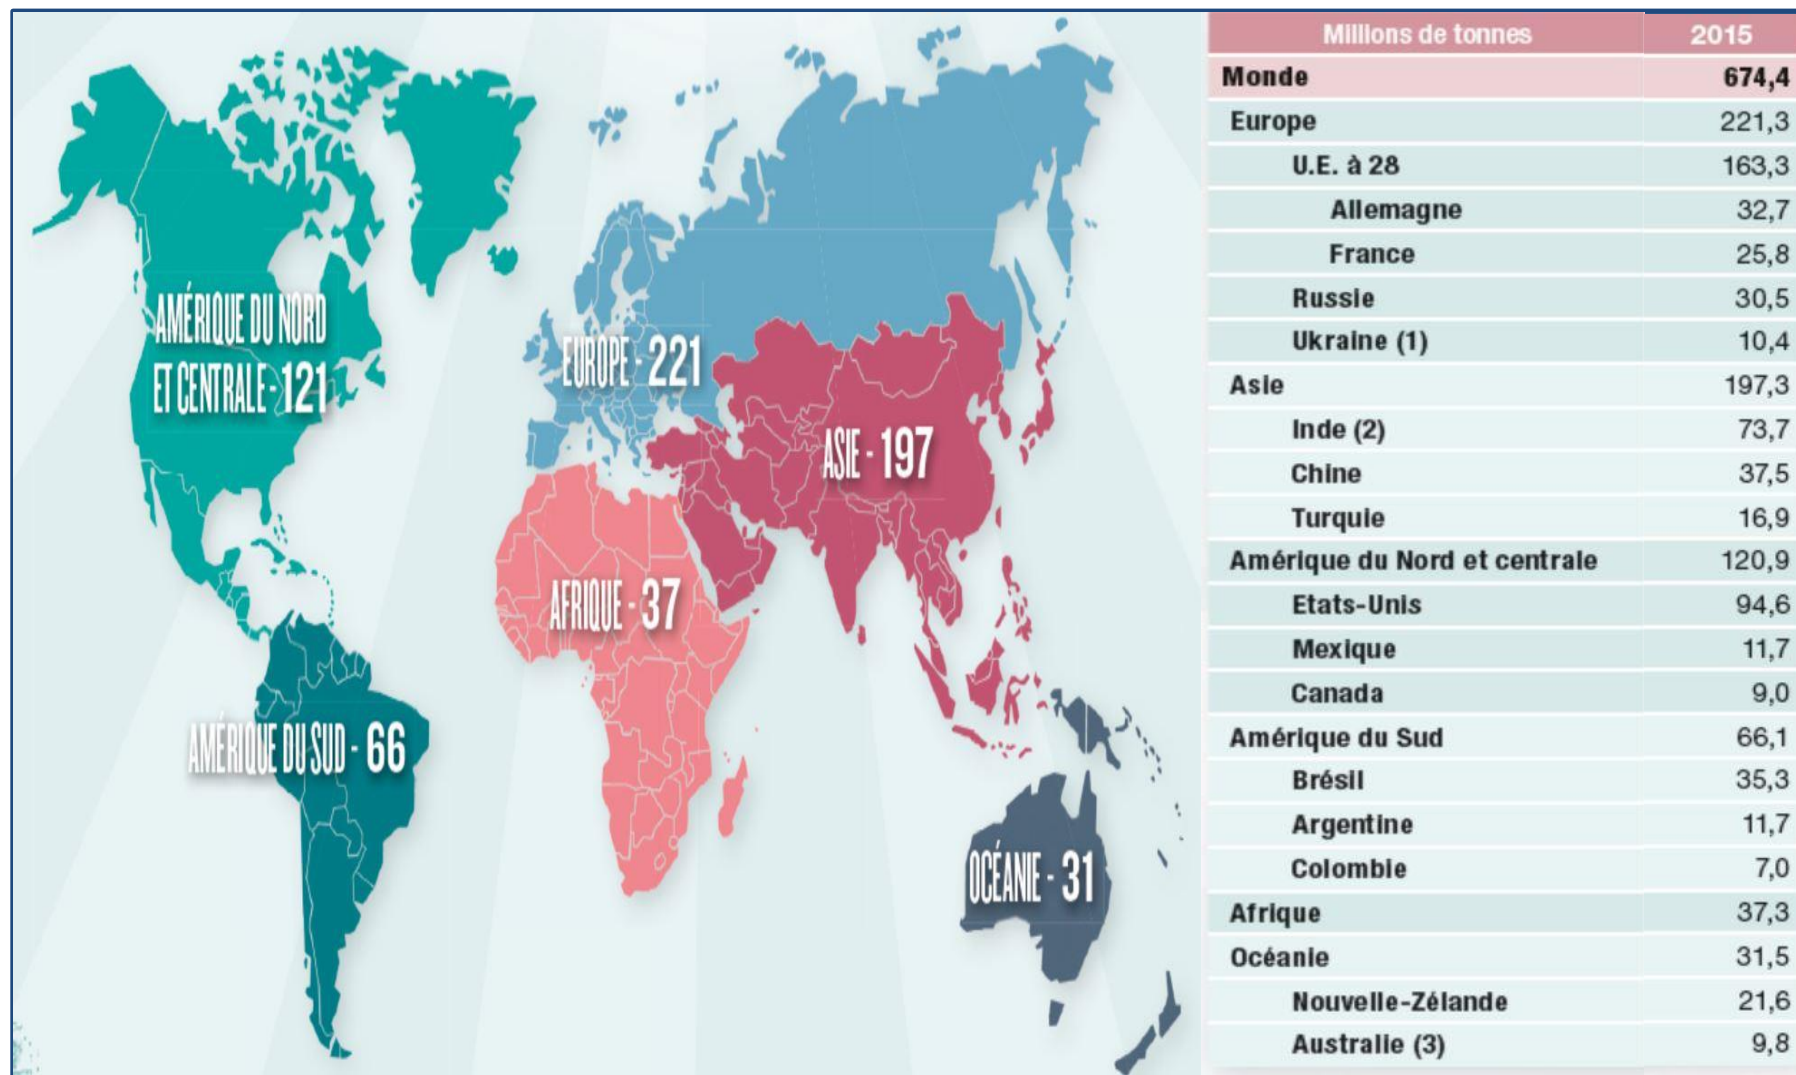 AMÉRIQUE DU NORD
ET CENTRALE - 121
EUROPE - 221
ASIE - 197
AFRIQUE - 37
AMÉRIQUE DU SUD - 66
OCÉANIE - 31
Millions de tonnes 2015
Monde 674,4
Europe 221,3
U.E. à 28 163,3
Allemagne 32,7
France 25,8
Russie 30,5
Ukraine (1) 10,4
Asie 197,3
Inde (2) 73,7
Chine 37,5
Turquie 16,9
Amérique du Nord et centrale 120,9
Etats-Unis 94,6
Mexique 11,7
Canada 9,0
Amérique du Sud 66,1
Brésil 35,3
Argentine 11,7
Colombie 7,0
Afrique 37,3
Océanie 31,5
Nouvelle-Zélande 21,6
Australie (3) 9,8